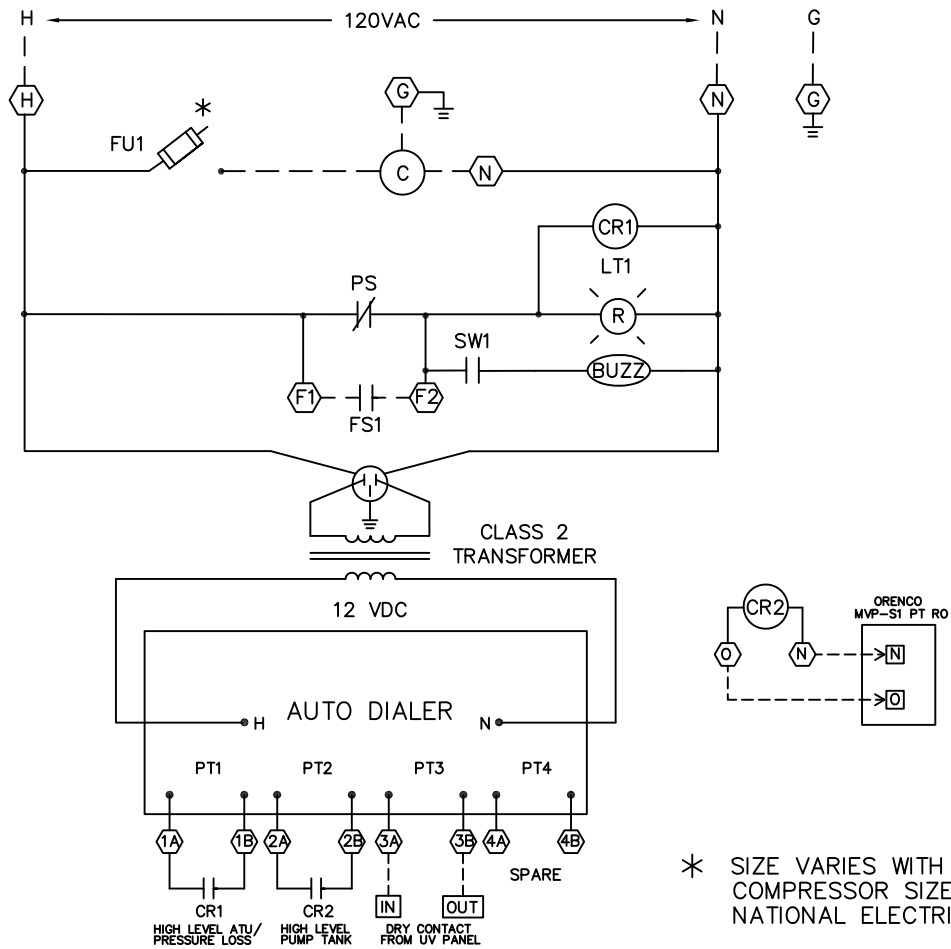 H 120VAC N G
H N G
G
FU1 *
C N
CR1
LT1
PS
R
SW1
BUZZ
F1 F2
FS1
CLASS 2
TRANSFORMER
12 VDC
CR2
ORENCO
MVP-S1 PT RO
O N N
O
AUTO DIALER
H N
PT1 PT2 PT3 PT4
1A 1B 2A 2B 3A 3B 4A 4B
SPARE
IN OUT
CR1 CR2
HIGH LEVEL ATU/
PRESSURE LOSS
HIGH LEVEL
PUMP TANK
DRY CONTACT
FROM UV PANEL
* SIZE VARIES WITH
COMPRESSOR SIZE
NATIONAL ELECTRI